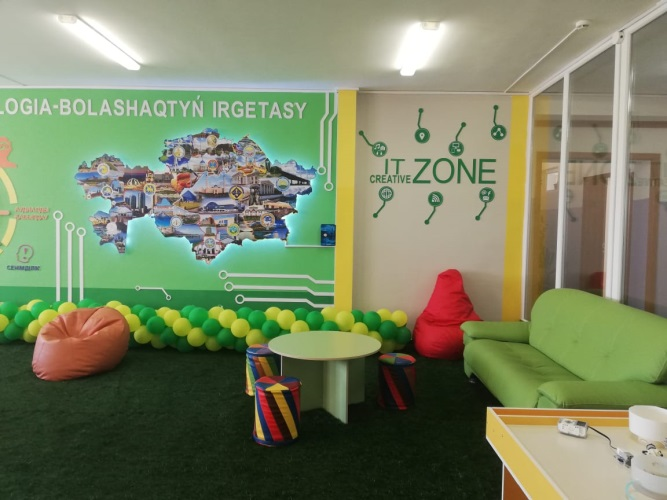 LOGIA-BOLASHAQTYŃ IRGETASY
IT
CREATIVE ZONE